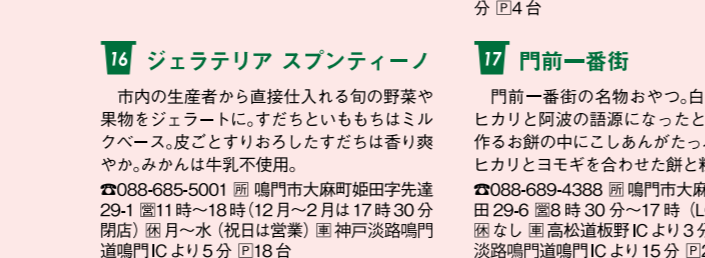 分 🄿4台
16 ジェラテリア スプンティーノ
市内の生産者から直接仕入れる旬の野菜や
果物をジェラートに。すだちといももちはミル
クベース。皮ごとすりおろしたすだちは香り爽
やか。みかんは牛乳不使用。
☎088-685-5001 所 鳴門市大麻町姫田字先達
29-1 営11時～18時（12月～2月は17時30分
閉店） 休 月～水（祝日は営業） 車 神戸淡路鳴門
道鳴門ICより5分 🄿18台
17 門前一番街
門前一番街の名物おやつ。白
ヒカリと阿波の語源になったと
作るお餅の中にこしあんがたっ
ヒカリとヨモギを合わせた餅と
☎088-689-4388 所 鳴門市大麻
田 29-6 営8時30分～17時（L
休 なし 車 高松道板野ICより3
淡路鳴門道鳴門ICより15分 🄿